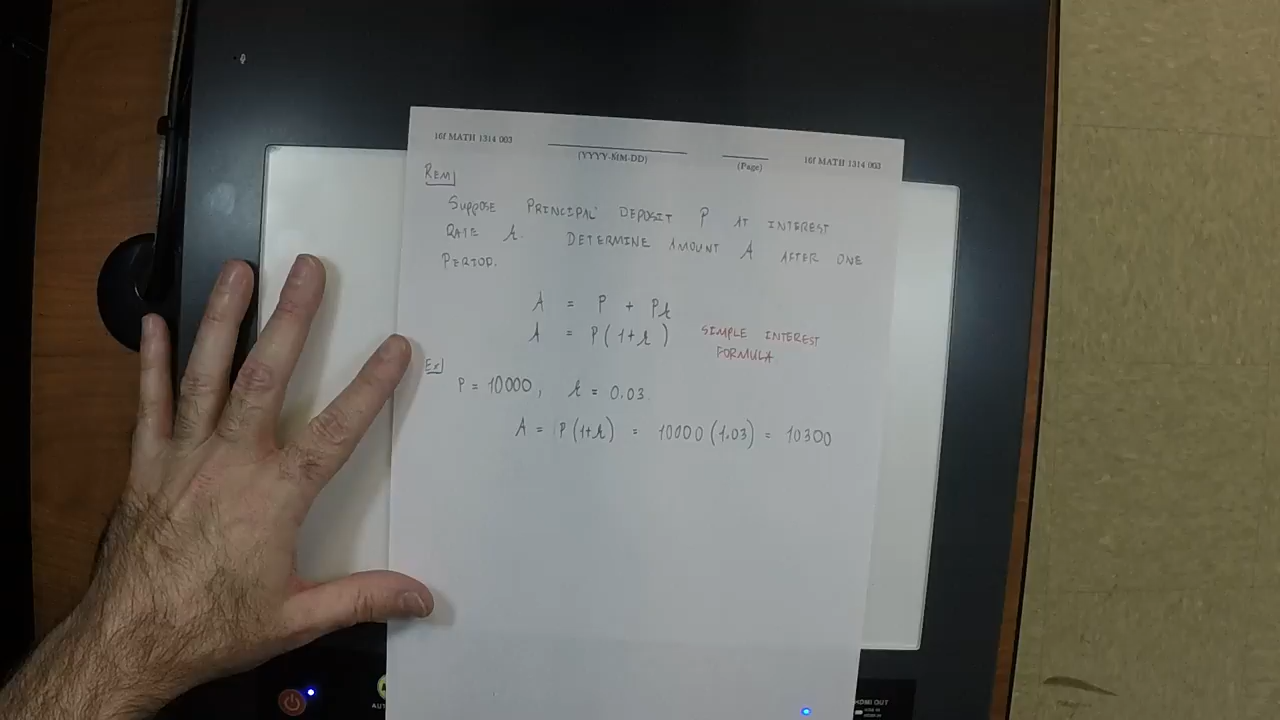 16f MATH 1314 003
(YYYY-MM-DD)
(Page)
16f MATH 1314 003
REM
SUPPOSE PRINCIPAL DEPOSIT P AT INTEREST
RATE r. DETERMINE AMOUNT A AFTER ONE
PERIOD.
A = P + Pr
A = P(1+r) SIMPLE INTEREST
FORMULA
EX
P = 10000, r = 0.03.
A = P(1+r) = 10000(1.03) = 10300